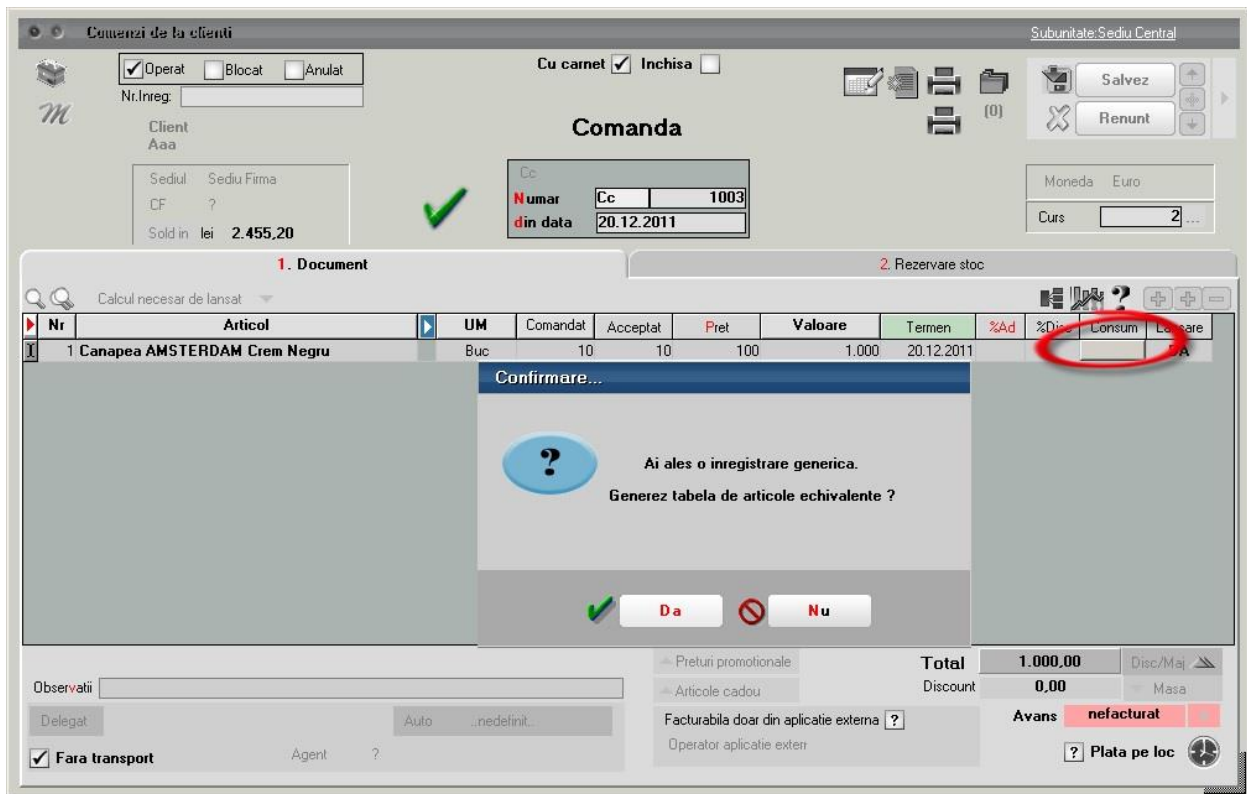 Comenzi de la clienti Subunitate:Sediu Central
Operat Blocat Anulat Cu carnet Inchisa
Nr.Inreg: (0) Salvez
Client Comanda Renunt
Aaa
Sediul Sediu Firma Cc Moneda Euro
CF ? Numar Cc 1003 Curs 2 ...
Sold in lei 2.455,20 din data 20.12.2011
1. Document 2. Rezervare stoc
Calcul necesar de lansat
Nr Articol UM Comandat Acceptat Pret Valoare Termen %Ad %Disc Consum Lansare
1 Canapea AMSTERDAM Crem Negru Buc 10 10 100 1.000 20.12.2011 DA
Confirmare...
Ai ales o inregistrare generica.
Generez tabela de articole echivalente ?
Da Nu
Preturi promotionale Total 1.000,00 Disc/Maj
Observatii Articole cadou Discount 0,00 Masa
Delegat Auto ..nedefinit.. Facturabila doar din aplicatie externa ? Avans nefacturat
Fara transport Agent ? Operator aplicatie extern ? Plata pe loc